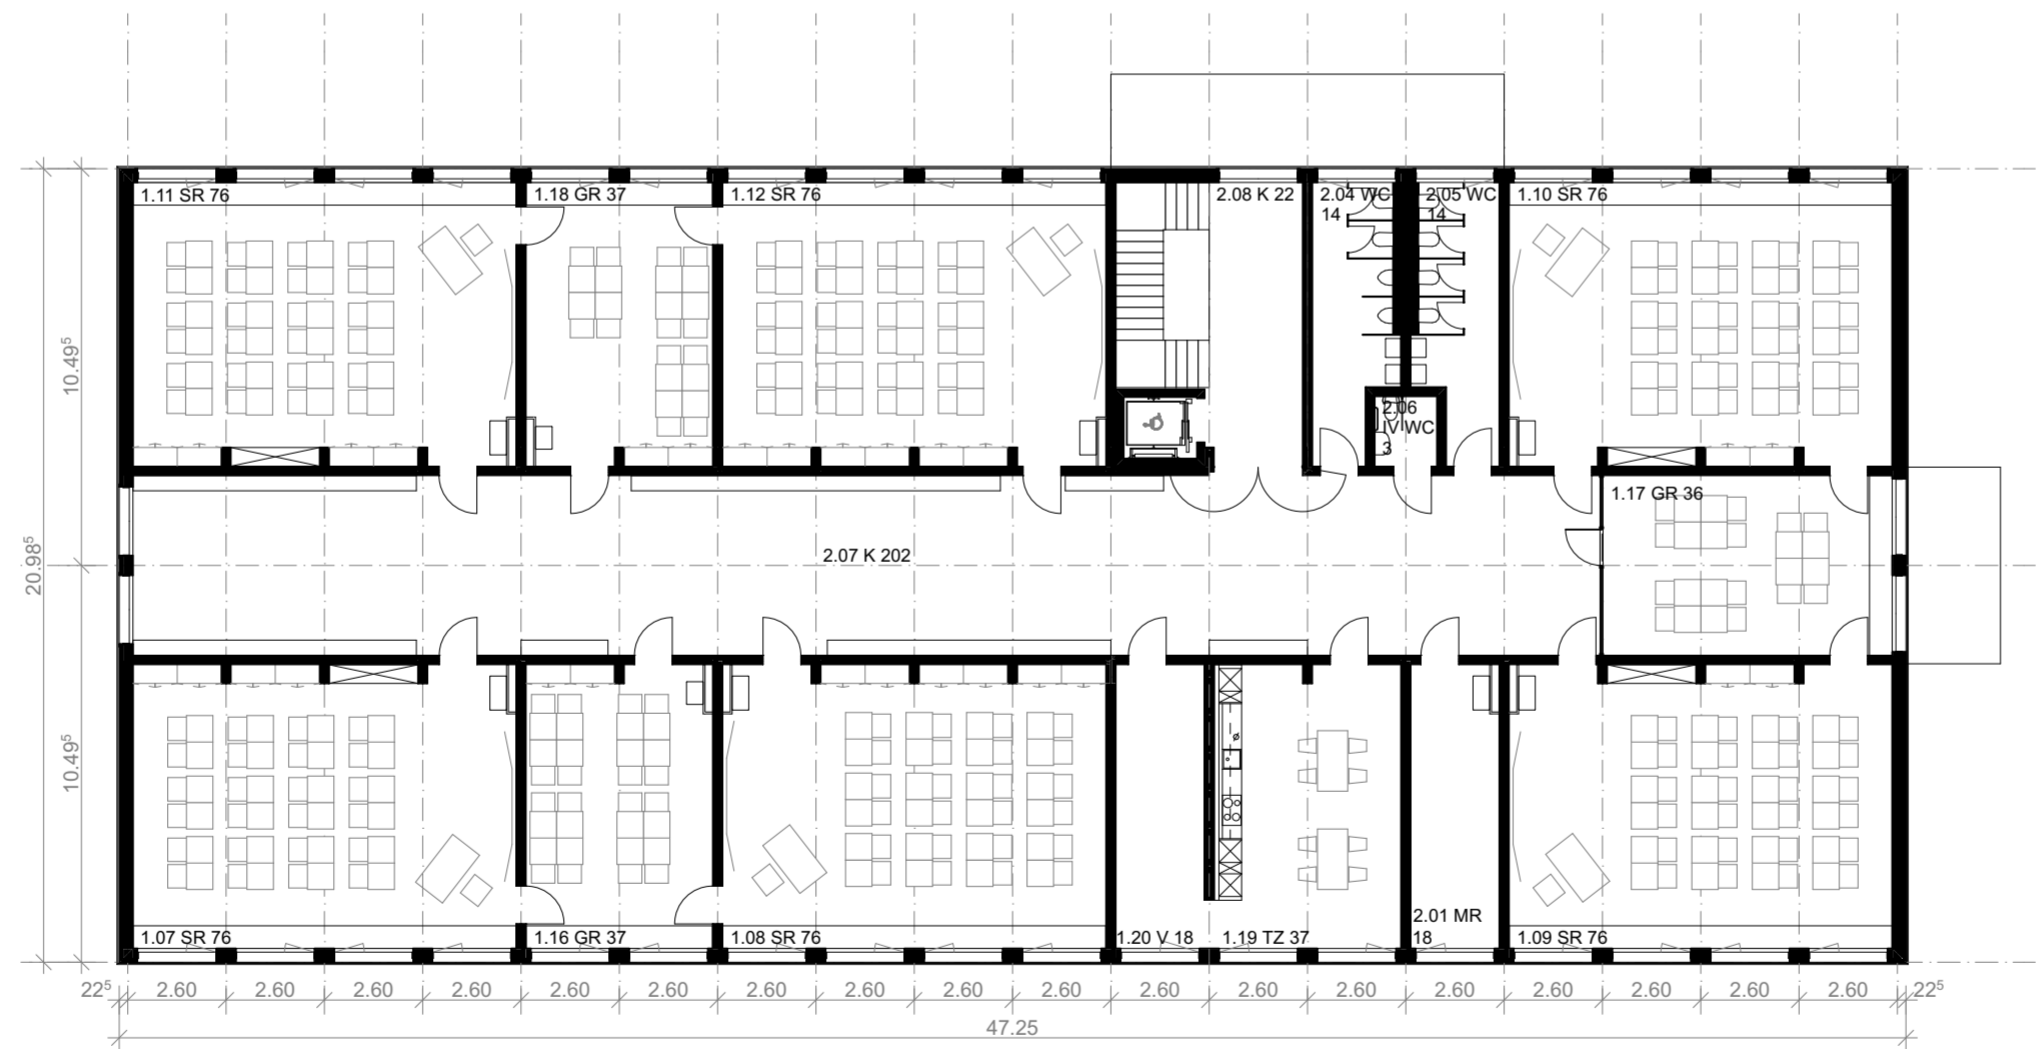 1.11 SR 76
1.18 GR 37
1.12 SR 76
2.08 K 22
2.04 WC
14
2.05 WC
14
1.10 SR 76
10.49⁵
2.06
IV WC
3
1.17 GR 36
2.07 K 202
20.98⁵
10.49⁵
1.07 SR 76
1.16 GR 37
1.08 SR 76
1.20 V 18
1.19 TZ 37
2.01 MR
18
1.09 SR 76
22⁵ 2.60 2.60 2.60 2.60 2.60 2.60 2.60 2.60 2.60 2.60 2.60 2.60 2.60 2.60 2.60 2.60 2.60 2.60 22⁵
47.25